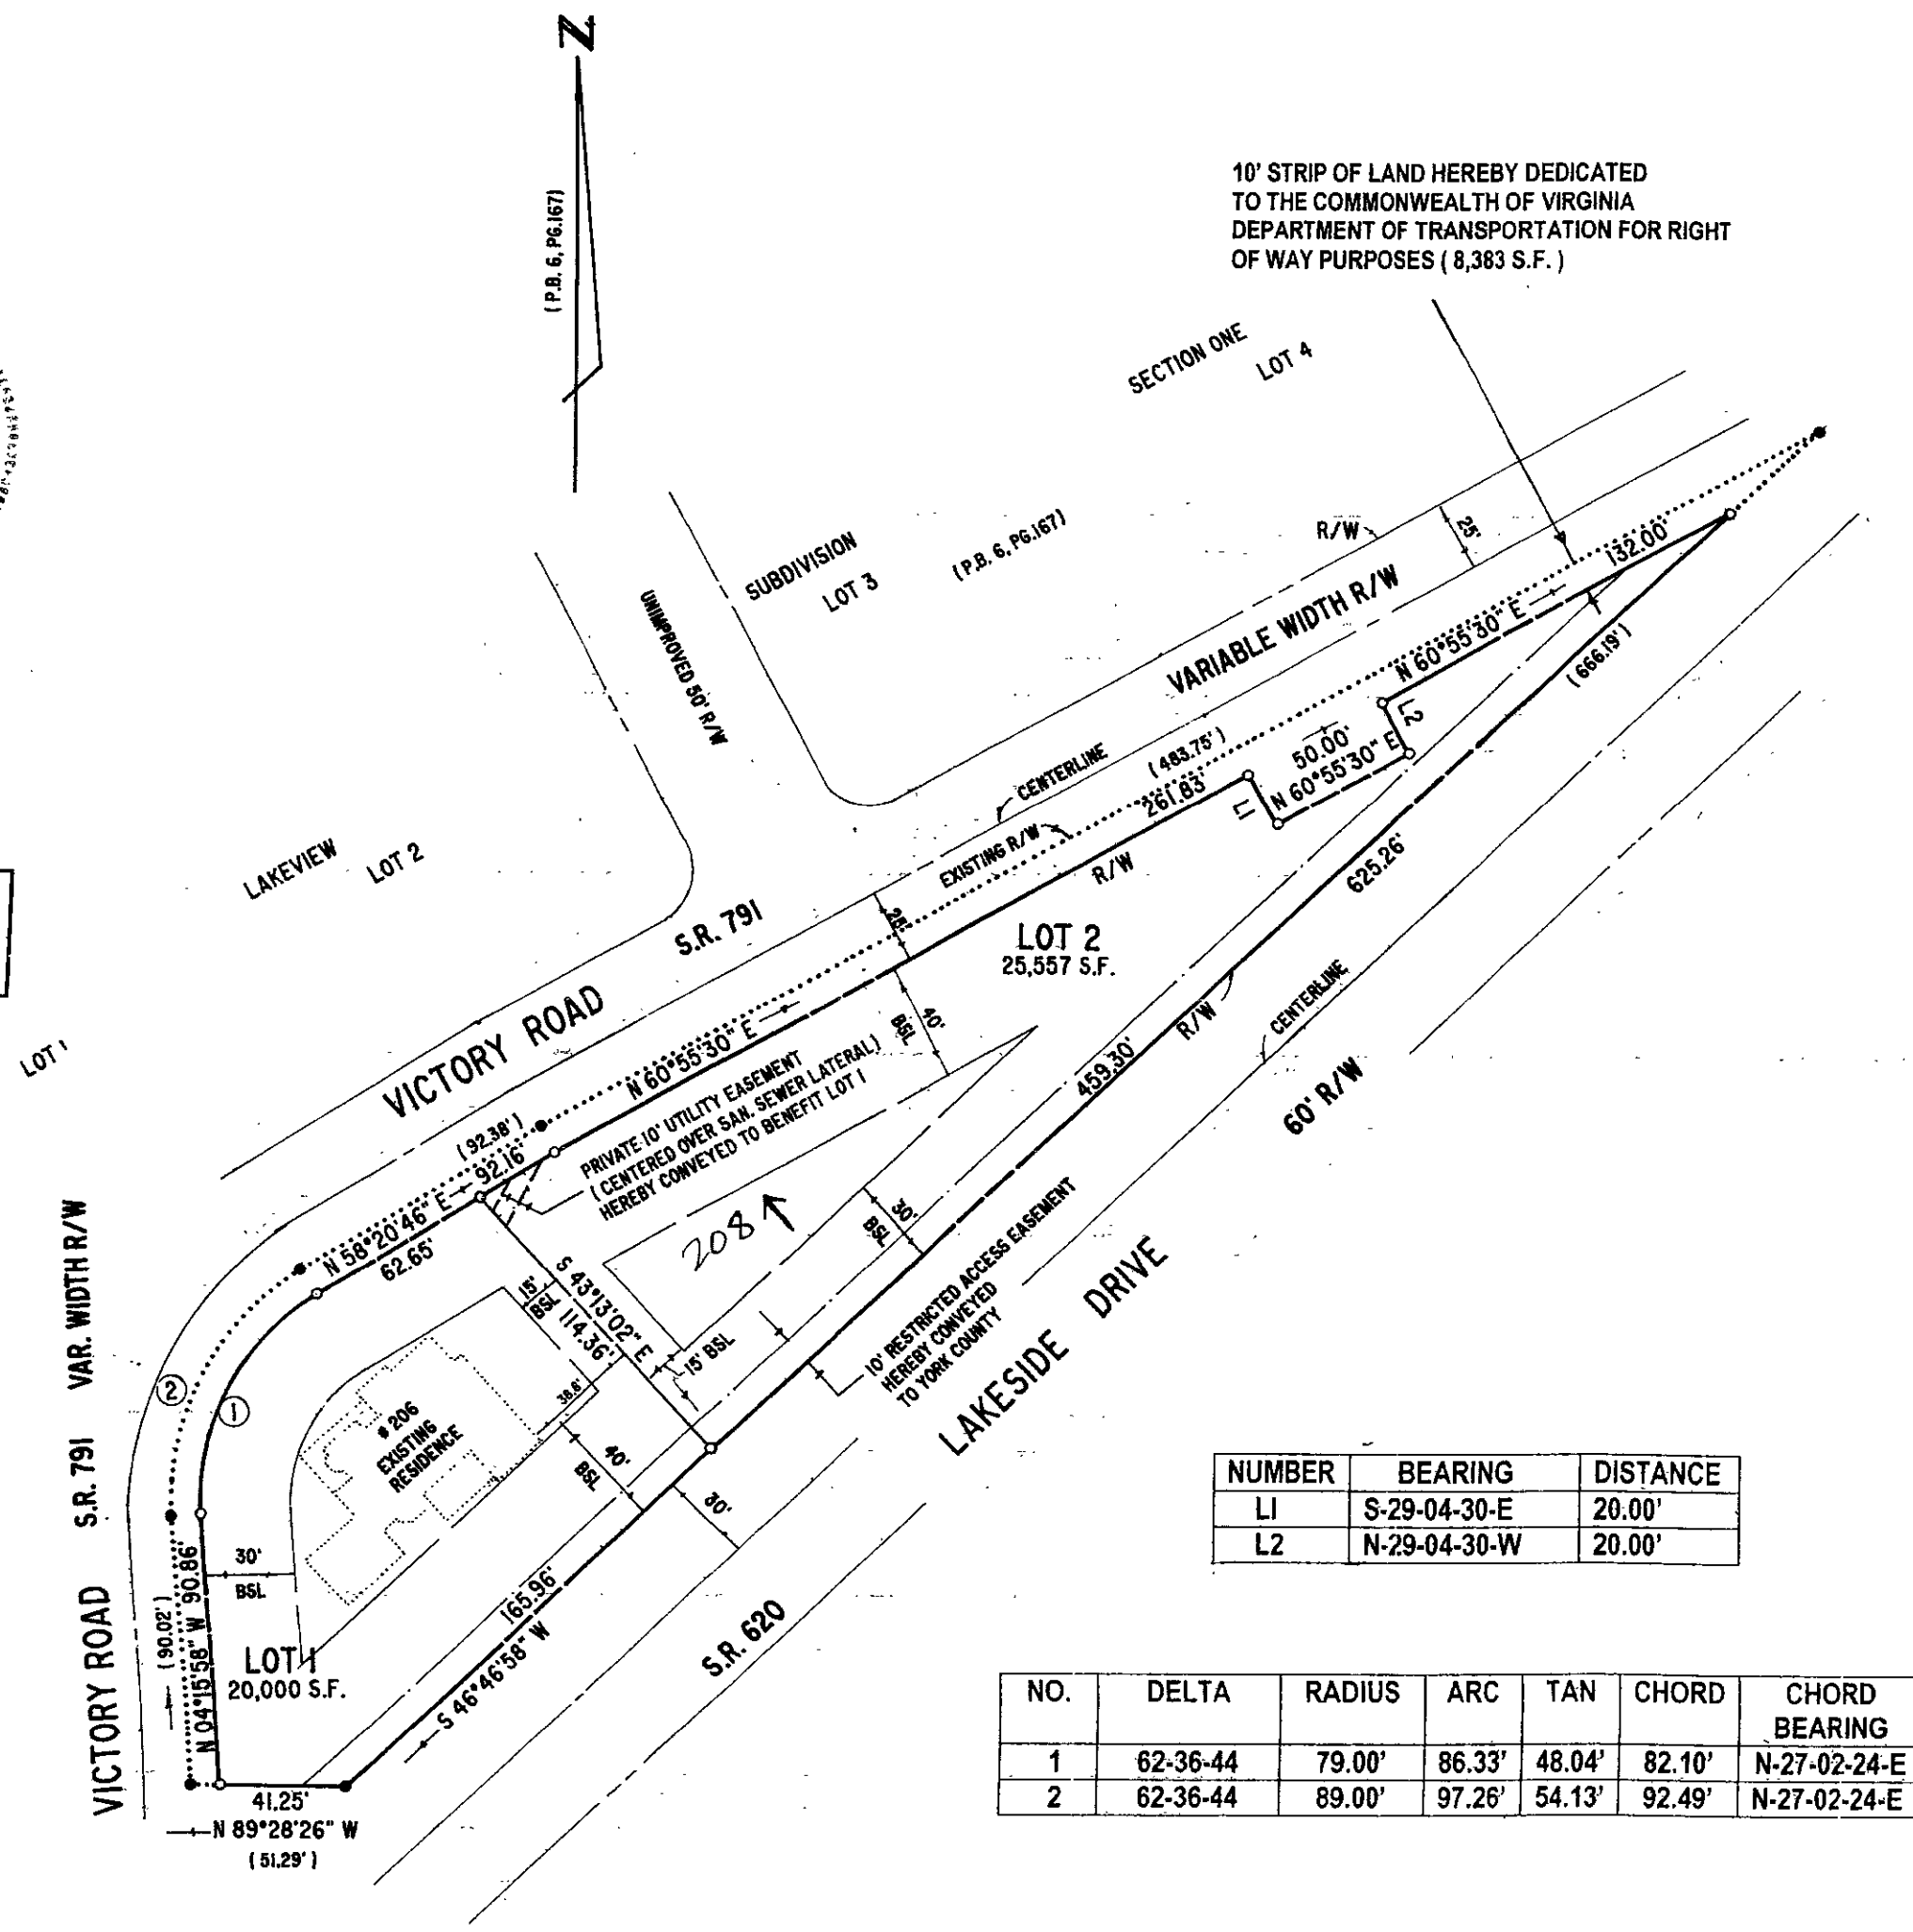 N
(P.B. 6, PG.167)
10' STRIP OF LAND HEREBY DEDICATED
TO THE COMMONWEALTH OF VIRGINIA
DEPARTMENT OF TRANSPORTATION FOR RIGHT
OF WAY PURPOSES ( 8,383 S.F. )
SECTION ONE
LOT 4
SUBDIVISION
LOT 3
(P.B. 6, PG.167)
R/W
25'
132.00'
UNIMPROVED 50' R/W
VARIABLE WIDTH R/W
N 60°55'30" E
(666.19')
L2
CENTERLINE
(483.75')
50.00'
N 60°55'30" E
261.83'
L1
EXISTING R/W
R/W
LAKEVIEW
LOT 2
625.26'
S.R. 791
25'
LOT 2
25,557 S.F.
LOT 1
VICTORY ROAD
N 60°55'30" E
40'
BSL
459.30'
R/W
CENTERLINE
60' R/W
(92.38')
92.16'
PRIVATE 10' UTILITY EASEMENT
(CENTERED OVER SAN. SEWER LATERAL)
HEREBY CONVEYED TO BENEFIT LOT 1
N 58°20'46" E
62.65'
208
30'
BSL
10' RESTRICTED ACCESS EASEMENT
HEREBY CONVEYED
TO YORK COUNTY
LAKESIDE DRIVE
S 43°13'02" E
114.36'
15'
BSL
15' BSL
38.8'
VICTORY ROAD S.R. 791 VAR. WIDTH R/W
2
1
# 206
EXISTING
RESIDENCE
40'
BSL
30'
30'
BSL
(90.02')
N 04°15'58" W 90.86'
LOT 1
20,000 S.F.
165.96'
S 46°46'58" W
S.R. 620
41.25'
N 89°28'26" W
(51.29')
NUMBER BEARING DISTANCE
L1 S-29-04-30-E 20.00'
L2 N-29-04-30-W 20.00'
NO. DELTA RADIUS ARC TAN CHORD CHORD BEARING
1 62-36-44 79.00' 86.33' 48.04' 82.10' N-27-02-24-E
2 62-36-44 89.00' 97.26' 54.13' 92.49' N-27-02-24-E